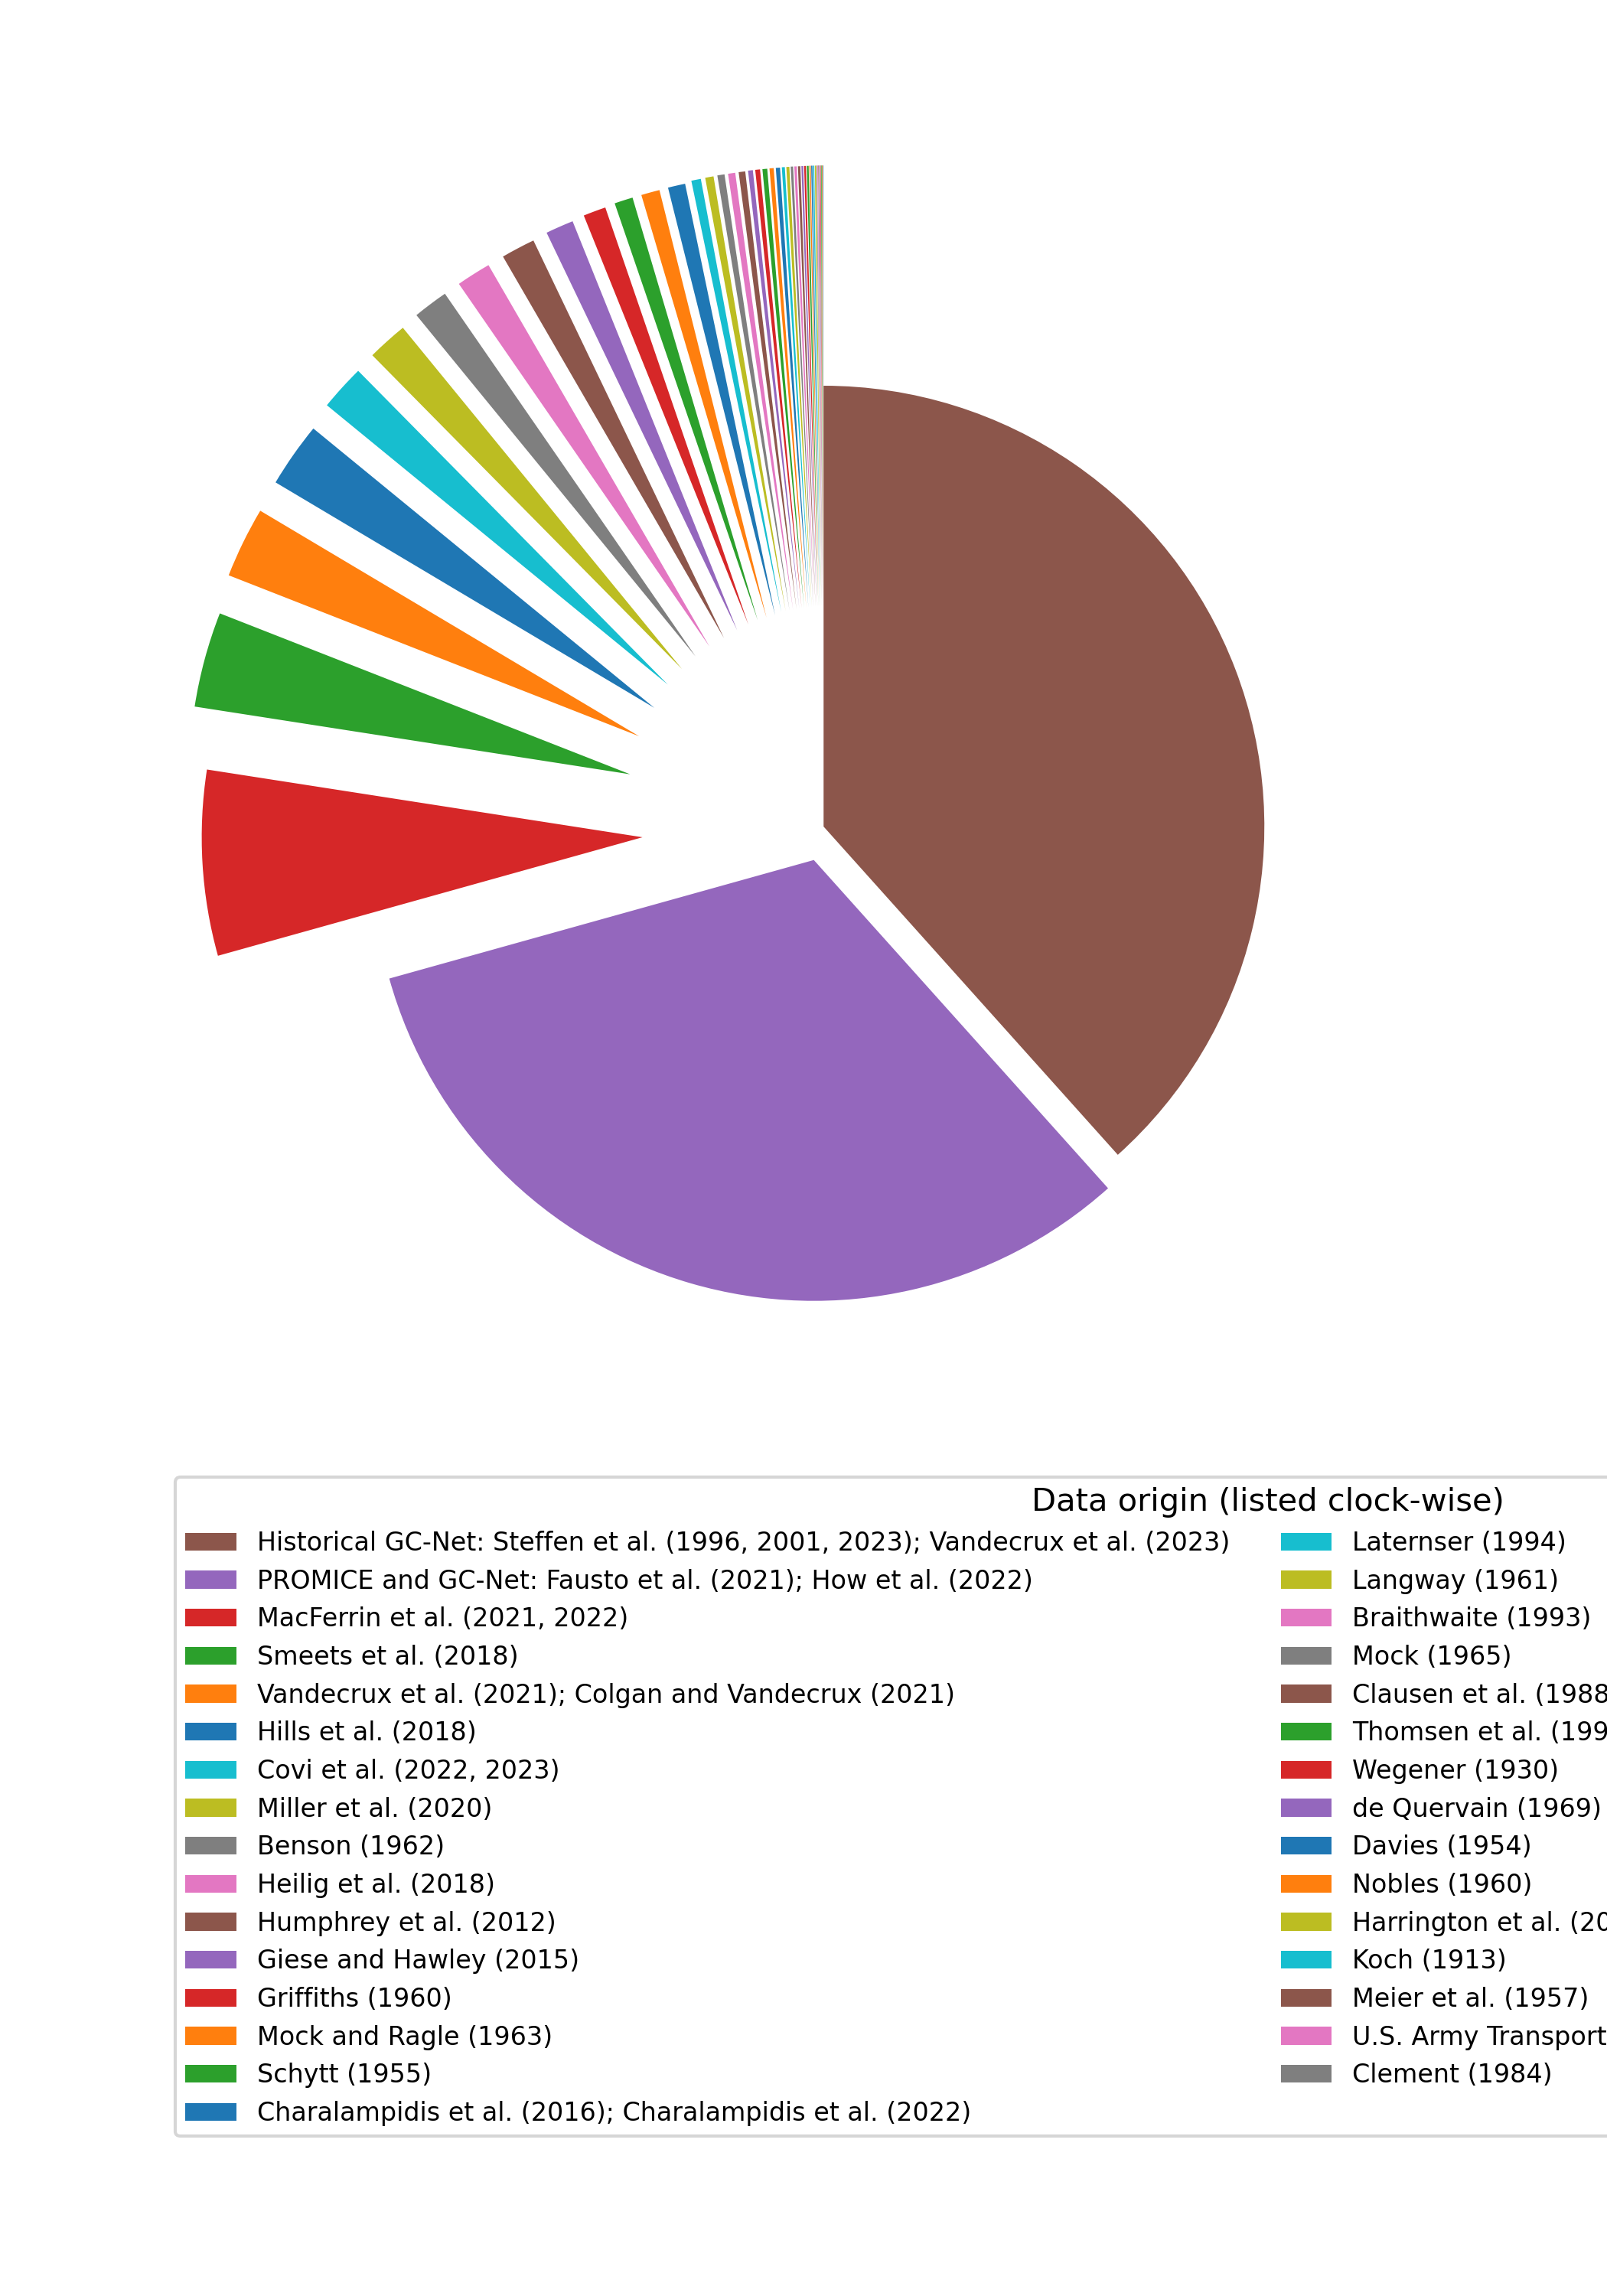 Data origin (listed clock-wise)
Historical GC-Net: Steffen et al. (1996, 2001, 2023); Vandecrux et al. (2023)
PROMICE and GC-Net: Fausto et al. (2021); How et al. (2022)
MacFerrin et al. (2021, 2022)
Smeets et al. (2018)
Vandecrux et al. (2021); Colgan and Vandecrux (2021)
Hills et al. (2018)
Covi et al. (2022, 2023)
Miller et al. (2020)
Benson (1962)
Heilig et al. (2018)
Humphrey et al. (2012)
Giese and Hawley (2015)
Griffiths (1960)
Mock and Ragle (1963)
Schytt (1955)
Charalampidis et al. (2016); Charalampidis et al. (2022)
Laternser (1994)
Langway (1961)
Braithwaite (1993)
Mock (1965)
Clausen et al. (1988
Thomsen et al. (199
Wegener (1930)
de Quervain (1969)
Davies (1954)
Nobles (1960)
Harrington et al. (20
Koch (1913)
Meier et al. (1957)
U.S. Army Transport
Clement (1984)